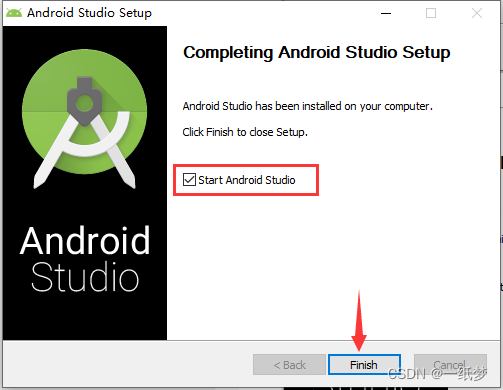 Android Studio Setup
Completing Android Studio Setup
Android Studio has been installed on your computer.
Click Finish to close Setup.
Start Android Studio
Android
Studio
< Back
Finish
Cancel
CSDN @一纸梦